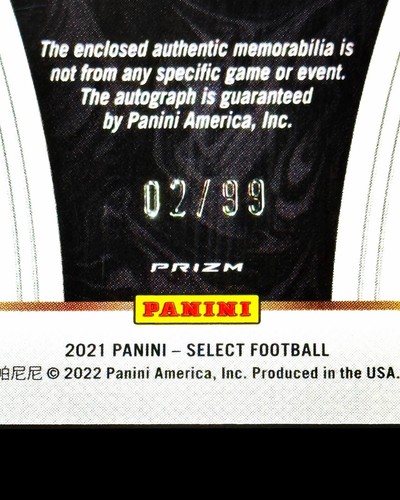 The enclosed authentic memorabilia is
not from any specific game or event.
The autograph is guaranteed
by Panini America, Inc.
02/99
PRIZM
PANINI
2021 PANINI – SELECT FOOTBALL
帕尼尼 © 2022 Panini America, Inc. Produced in the USA.